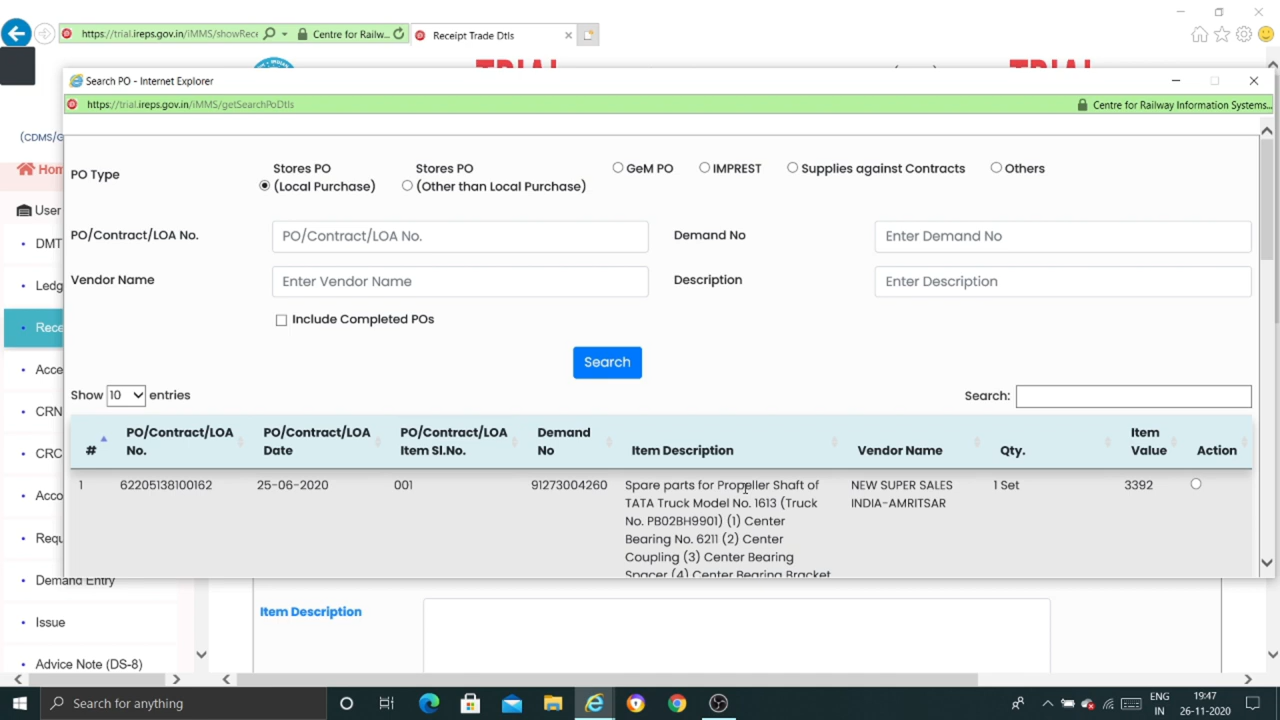 https://trial.ireps.gov.in/iMMS/showRece
Centre for Railw...
Receipt Trade Dtls
TRIAL
TRIAL
Search PO - Internet Explorer
https://trial.ireps.gov.in/iMMS/getSearchPoDtls
Centre for Railway Information Systems...
(CDMS/G
Hom
User
DMT
Ledg
Rece
Acce
CRN
CRC
Acco
Requ
Demand Entry
Issue
Advice Note (DS-8)
PO Type
Stores PO
(Local Purchase)
Stores PO
(Other than Local Purchase)
GeM PO
IMPREST
Supplies against Contracts
Others
PO/Contract/LOA No.
PO/Contract/LOA No.
Demand No
Enter Demand No
Vendor Name
Enter Vendor Name
Description
Enter Description
Include Completed POs
Search
Show 10 entries
Search:
#
PO/Contract/LOA
No.
PO/Contract/LOA
Date
PO/Contract/LOA
Item Sl.No.
Demand
No
Item Description
Vendor Name
Qty.
Item
Value
Action
1
62205138100162
25-06-2020
001
91273004260
Spare parts for Propeller Shaft of
TATA Truck Model No. 1613 (Truck
No. PB02BH9901) (1) Center
Bearing No. 6211 (2) Center
Coupling (3) Center Bearing
Spacer (4) Center Bearing Bracket
NEW SUPER SALES
INDIA-AMRITSAR
1 Set
3392
Item Description
Search for anything
ENG
IN
19:47
26-11-2020